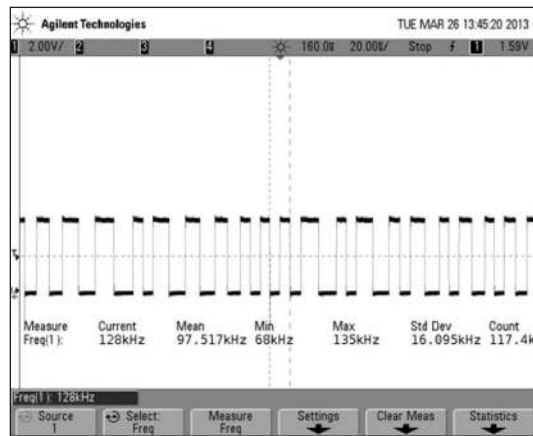 Agilent Technologies TUE MAR 26 13:45:20 2013
1 2.00V/ 2 3 4 160.0s 20.00s/ Stop 1 1.59V
Measure Current Mean Min Max Std Dev Count
Freq(1): 128kHz 97.517kHz 68kHz 135kHz 16.095kHz 117.4k
Freq(1): 128kHz
Source Select: Measure Settings Clear Meas Statistics
1 Freq Freq